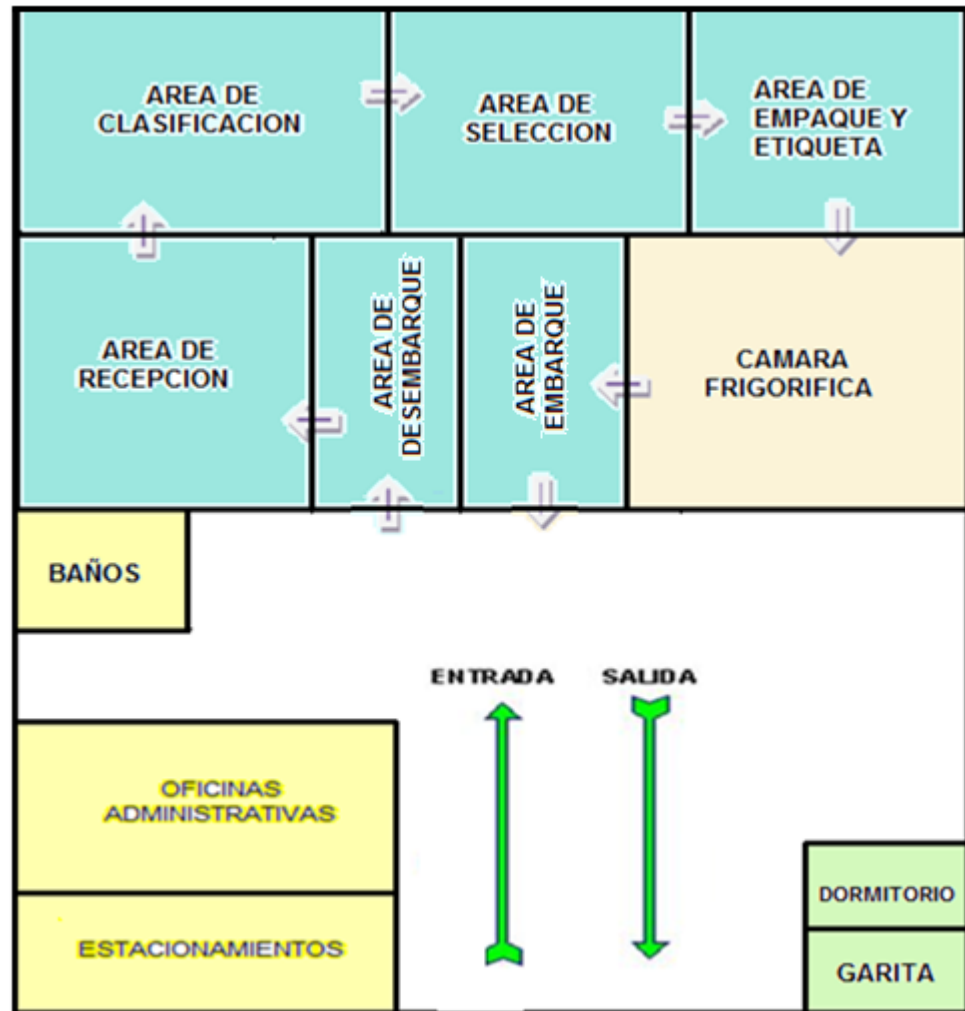 AREA DE
CLASIFICACION
AREA DE
SELECCION
AREA DE
EMPAQUE Y
ETIQUETA
AREA DE
RECEPCION
AREA DE
DESEMBARQUE
AREA DE
EMBARQUE
CAMARA
FRIGORIFICA
BAÑOS
ENTRADA
SALIDA
OFICINAS
ADMINISTRATIVAS
ESTACIONAMIENTOS
DORMITORIO
GARITA